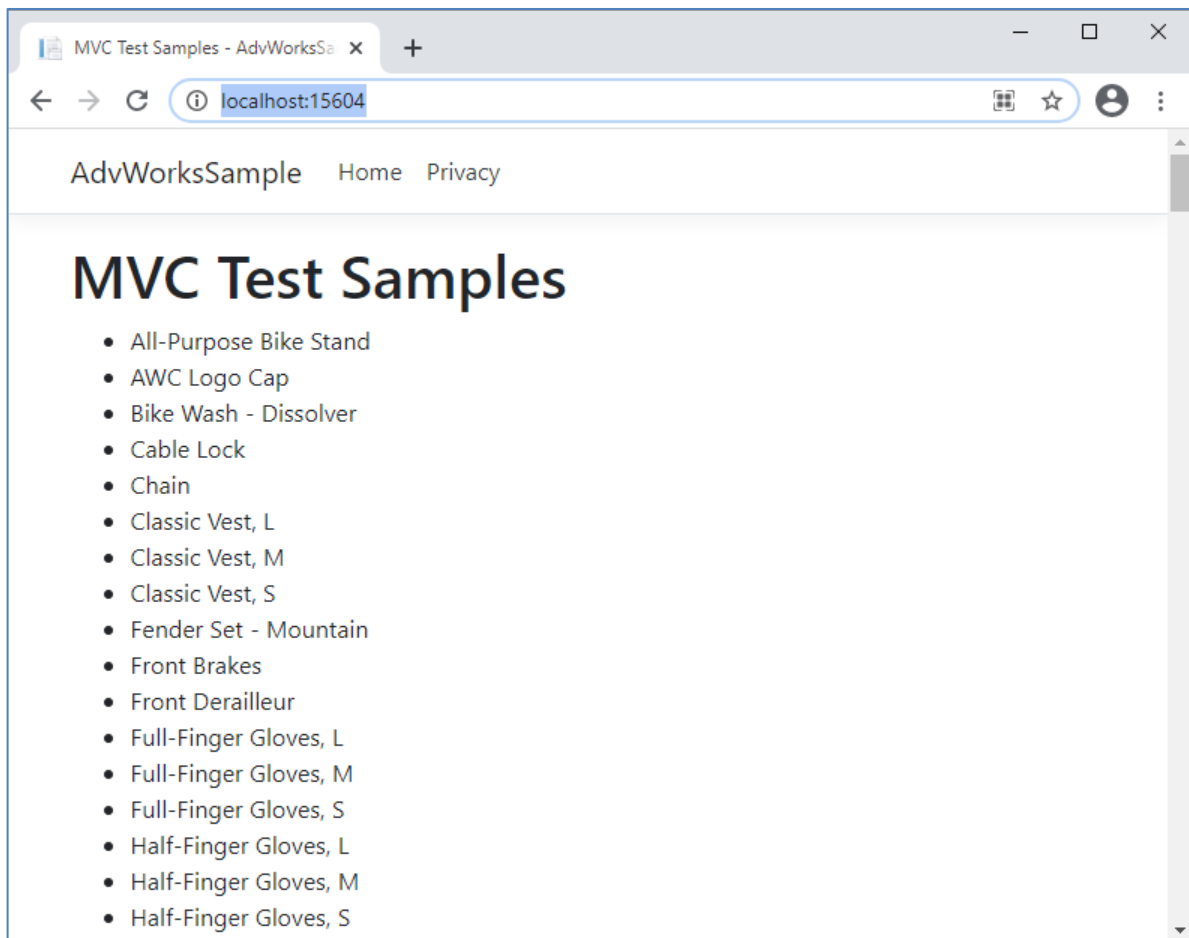 MVC Test Samples - AdvWorksSa
localhost:15604
AdvWorksSample Home Privacy
MVC Test Samples
All-Purpose Bike Stand
AWC Logo Cap
Bike Wash - Dissolver
Cable Lock
Chain
Classic Vest, L
Classic Vest, M
Classic Vest, S
Fender Set - Mountain
Front Brakes
Front Derailleur
Full-Finger Gloves, L
Full-Finger Gloves, M
Full-Finger Gloves, S
Half-Finger Gloves, L
Half-Finger Gloves, M
Half-Finger Gloves, S